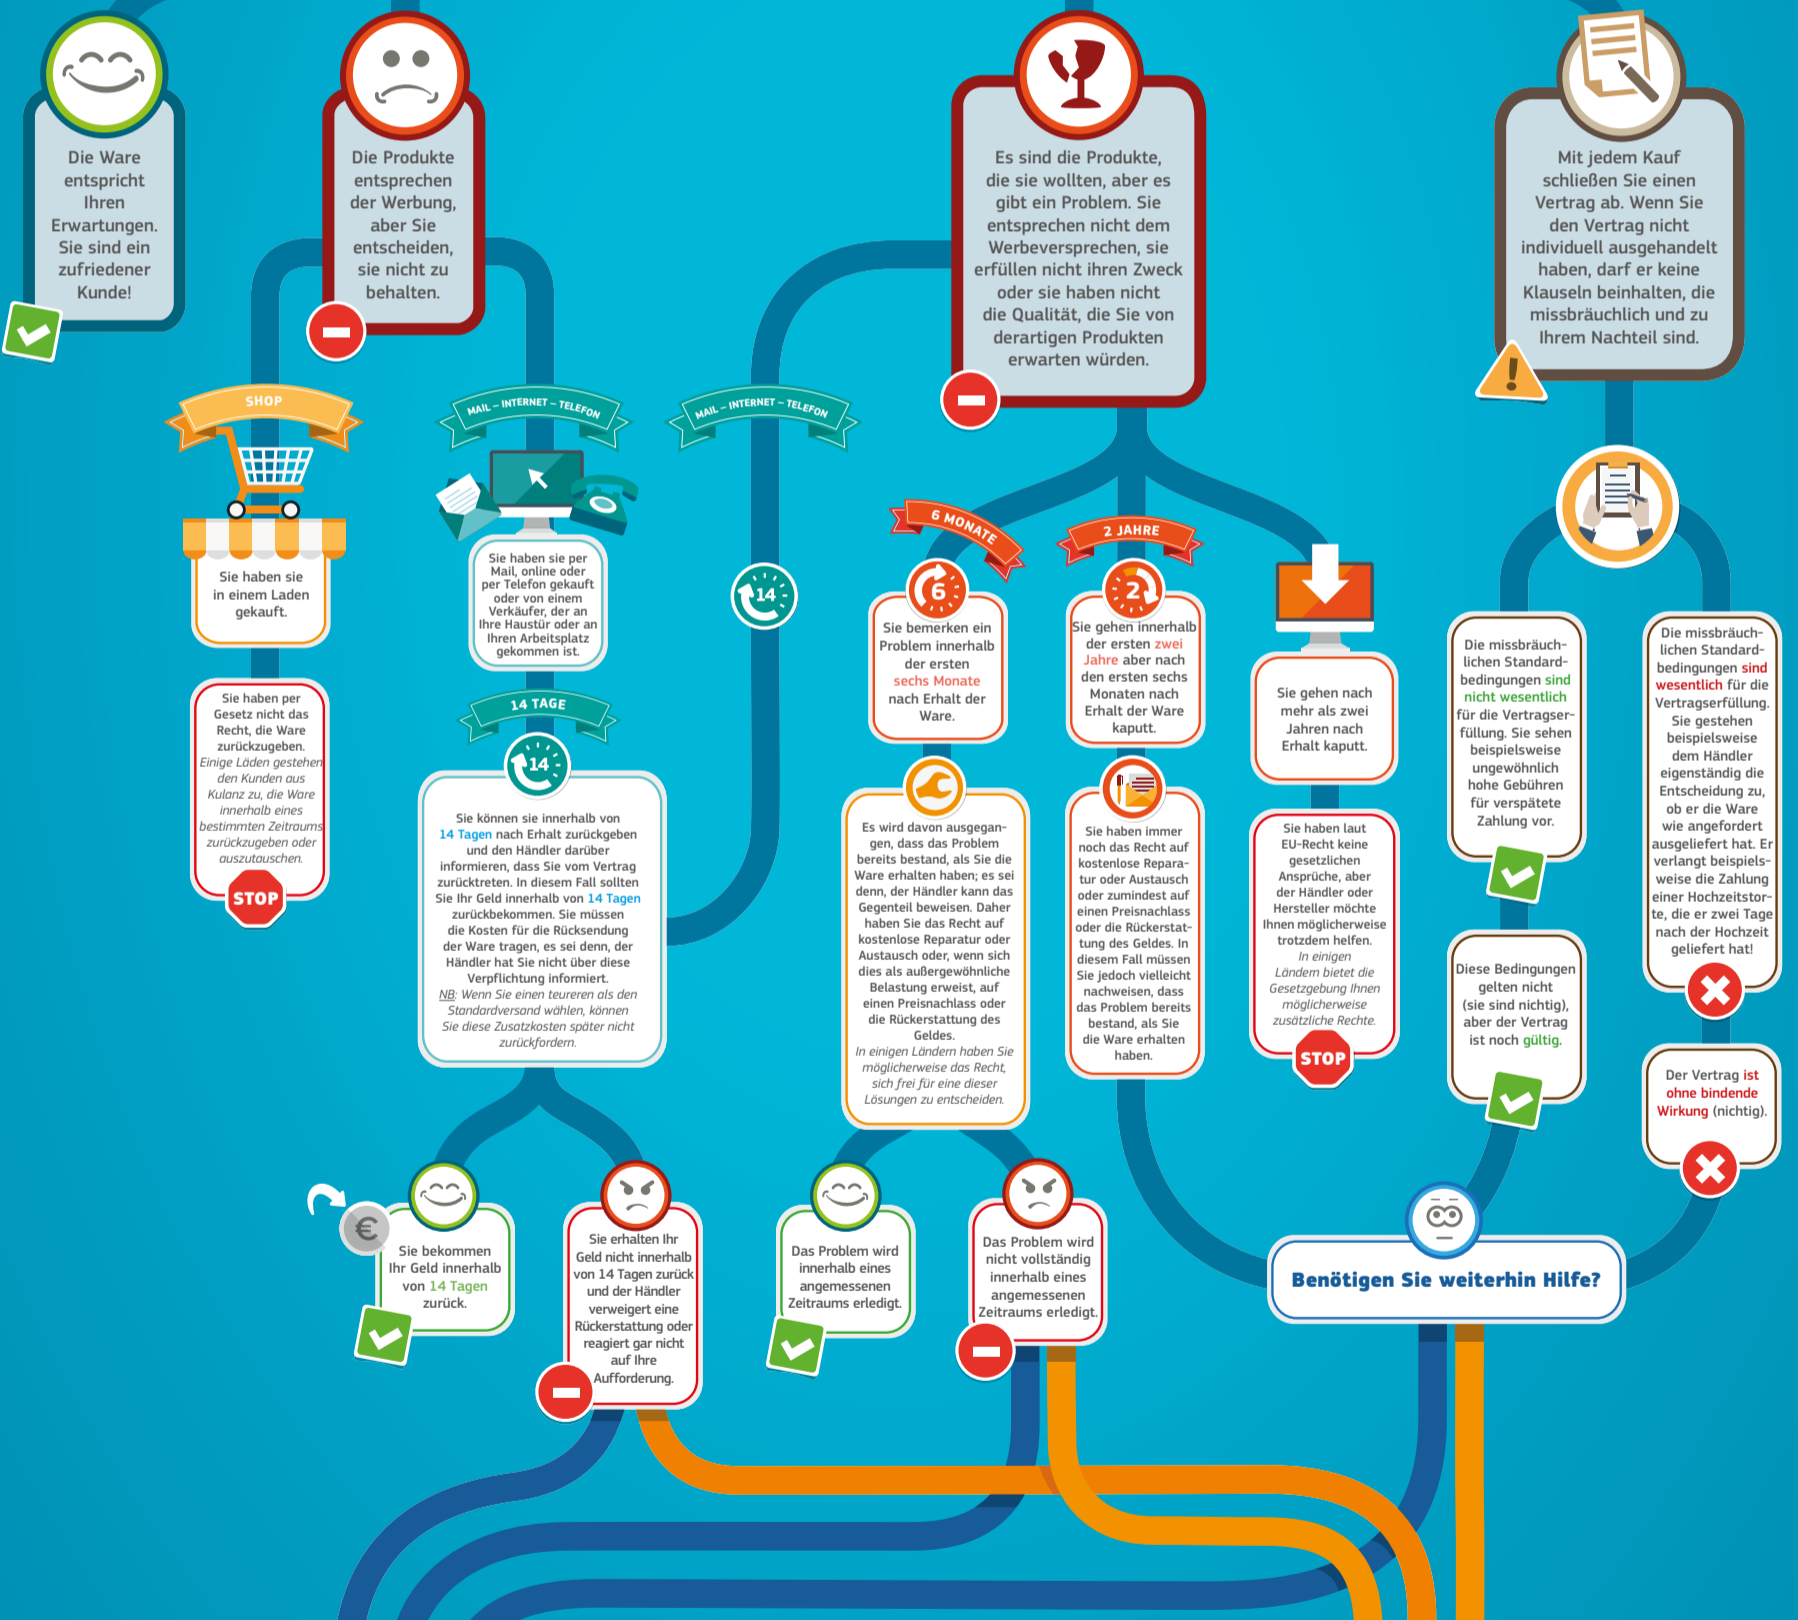 Die Ware
entspricht
Ihren
Erwartungen.
Sie sind ein
zufriedener
Kunde!
Die Produkte
entsprechen
der Werbung,
aber Sie
entscheiden,
sie nicht zu
behalten.
Es sind die Produkte,
die sie wollten, aber es
gibt ein Problem. Sie
entsprechen nicht dem
Werbeversprechen, sie
erfüllen nicht ihren Zweck
oder sie haben nicht
die Qualität, die Sie von
derartigen Produkten
erwarten würden.
Mit jedem Kauf
schließen Sie einen
Vertrag ab. Wenn Sie
den Vertrag nicht
individuell ausgehandelt
haben, darf er keine
Klauseln beinhalten, die
missbräuchlich und zu
Ihrem Nachteil sind.
SHOP
Sie haben sie
in einem Laden
gekauft.
Sie haben per
Gesetz nicht das
Recht, die Ware
zurückzugeben.
Einige Läden gestehen
den Kunden aus
Kulanz zu, die Ware
innerhalb eines
bestimmten Zeitraums
zurückzugeben oder
auszutauschen.
STOP
MAIL – INTERNET – TELEFON
Sie haben sie per
Mail, online oder
per Telefon gekauft
oder von einem
Verkäufer, der an
Ihre Haustür oder an
Ihren Arbeitsplatz
gekommen ist.
14 TAGE
14
Sie können sie innerhalb von
14 Tagen nach Erhalt zurückgeben
und den Händler darüber
informieren, dass Sie vom Vertrag
zurücktreten. In diesem Fall sollten
Sie Ihr Geld innerhalb von 14 Tagen
zurückbekommen. Sie müssen
die Kosten für die Rücksendung
der Ware tragen, es sei denn, der
Händler hat Sie nicht über diese
Verpflichtung informiert.
NB: Wenn Sie einen teureren als den
Standardversand wählen, können
Sie diese Zusatzkosten später nicht
zurückfordern.
€
Sie bekommen
Ihr Geld innerhalb
von 14 Tagen
zurück.
Sie erhalten Ihr
Geld nicht innerhalb
von 14 Tagen zurück
und der Händler
verweigert eine
Rückerstattung oder
reagiert gar nicht
auf Ihre
Aufforderung.
MAIL – INTERNET – TELEFON
14
6 MONATE
6
Sie bemerken ein
Problem innerhalb
der ersten
sechs Monate
nach Erhalt der
Ware.
Es wird davon ausgegan-
gen, dass das Problem
bereits bestand, als Sie die
Ware erhalten haben; es sei
denn, der Händler kann das
Gegenteil beweisen. Daher
haben Sie das Recht auf
kostenlose Reparatur oder
Austausch oder, wenn sich
dies als außergewöhnliche
Belastung erweist, auf
einen Preisnachlass oder
die Rückerstattung des
Geldes.
In einigen Ländern haben Sie
möglicherweise das Recht,
sich frei für eine dieser
Lösungen zu entscheiden.
Das Problem wird
innerhalb eines
angemessenen
Zeitraums erledigt.
Das Problem wird
nicht vollständig
innerhalb eines
angemessenen
Zeitraums erledigt.
2 JAHRE
2
Sie gehen innerhalb
der ersten zwei
Jahre aber nach
den ersten sechs
Monaten nach
Erhalt der Ware
kaputt.
Sie haben immer
noch das Recht auf
kostenlose Repara-
tur oder Austausch
oder zumindest auf
einen Preisnachlass
oder die Rückerstat-
tung des Geldes. In
diesem Fall müssen
Sie jedoch vielleicht
nachweisen, dass
das Problem bereits
bestand, als Sie
die Ware erhalten
haben.
Sie gehen nach
mehr als zwei
Jahren nach
Erhalt kaputt.
Sie haben laut
EU-Recht keine
gesetzlichen
Ansprüche, aber
der Händler oder
Hersteller möchte
Ihnen möglicherweise
trotzdem helfen.
In einigen
Ländern bietet die
Gesetzgebung Ihnen
möglicherweise
zusätzliche Rechte.
STOP
Die missbräuch-
lichen Standard-
bedingungen sind
nicht wesentlich
für die Vertragser-
füllung. Sie sehen
beispielsweise
ungewöhnlich
hohe Gebühren
für verspätete
Zahlung vor.
Diese Bedingungen
gelten nicht
(sie sind nichtig),
aber der Vertrag
ist noch gültig.
Die missbräuch-
lichen Standard-
bedingungen sind
wesentlich für die
Vertragserfüllung.
Sie gestehen
beispielsweise
dem Händler
eigenständig die
Entscheidung zu,
ob er die Ware
wie angefordert
ausgeliefert hat. Er
verlangt beispiels-
weise die Zahlung
einer Hochzeitstor-
te, die er zwei Tage
nach der Hochzeit
geliefert hat!
Der Vertrag ist
ohne bindende
Wirkung (nichtig).
Benötigen Sie weiterhin Hilfe?